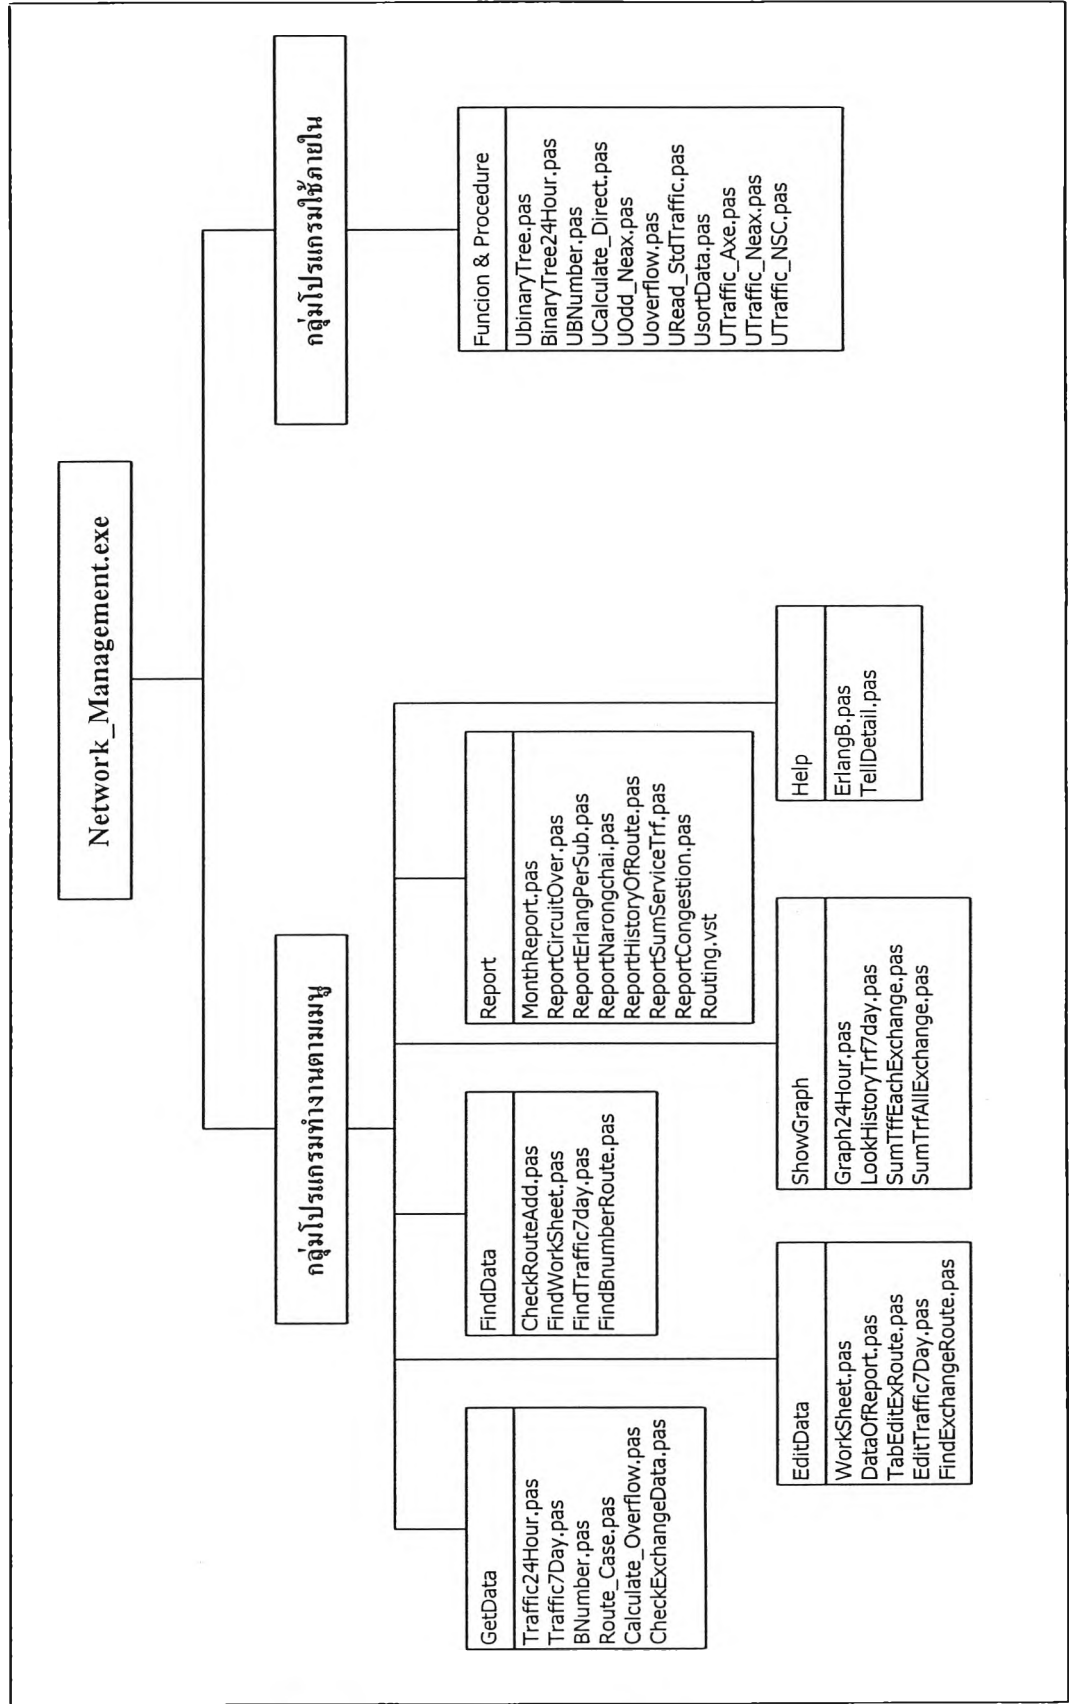 Network_Management.exe
กลุ่มโปรแกรมทำงานตามเมนู
กลุ่มโปรแกรมใช้ภายใน
GetData
Traffic24Hour.pas
Traffic7Day.pas
BNumber.pas
Route_Case.pas
Calculate_Overflow.pas
CheckExchangeData.pas
FindData
CheckRouteAdd.pas
FindWorkSheet.pas
FindTraffic7day.pas
FindBnumberRoute.pas
Report
MonthReport.pas
ReportCircuitOver.pas
ReportErlangPerSub.pas
ReportNarongchai.pas
ReportHistoryOfRoute.pas
ReportSumServiceTrf.pas
ReportCongestion.pas
Routing.vst
Funcion & Procedure
UbinaryTree.pas
BinaryTree24Hour.pas
UBNumber.pas
UCalculate_Direct.pas
UOdd_Neax.pas
Uoverflow.pas
URead_StdTraffic.pas
UsortData.pas
UTraffic_Axe.pas
UTraffic_Neax.pas
UTraffic_NSC.pas
EditData
WorkSheet.pas
DataOfReport.pas
TabEditExRoute.pas
EditTraffic7Day.pas
FindExchangeRoute.pas
ShowGraph
Graph24Hour.pas
LookHistoryTrf7day.pas
SumTffEachExchange.pas
SumTrfAllExchange.pas
Help
ErlangB.pas
TellDetail.pas